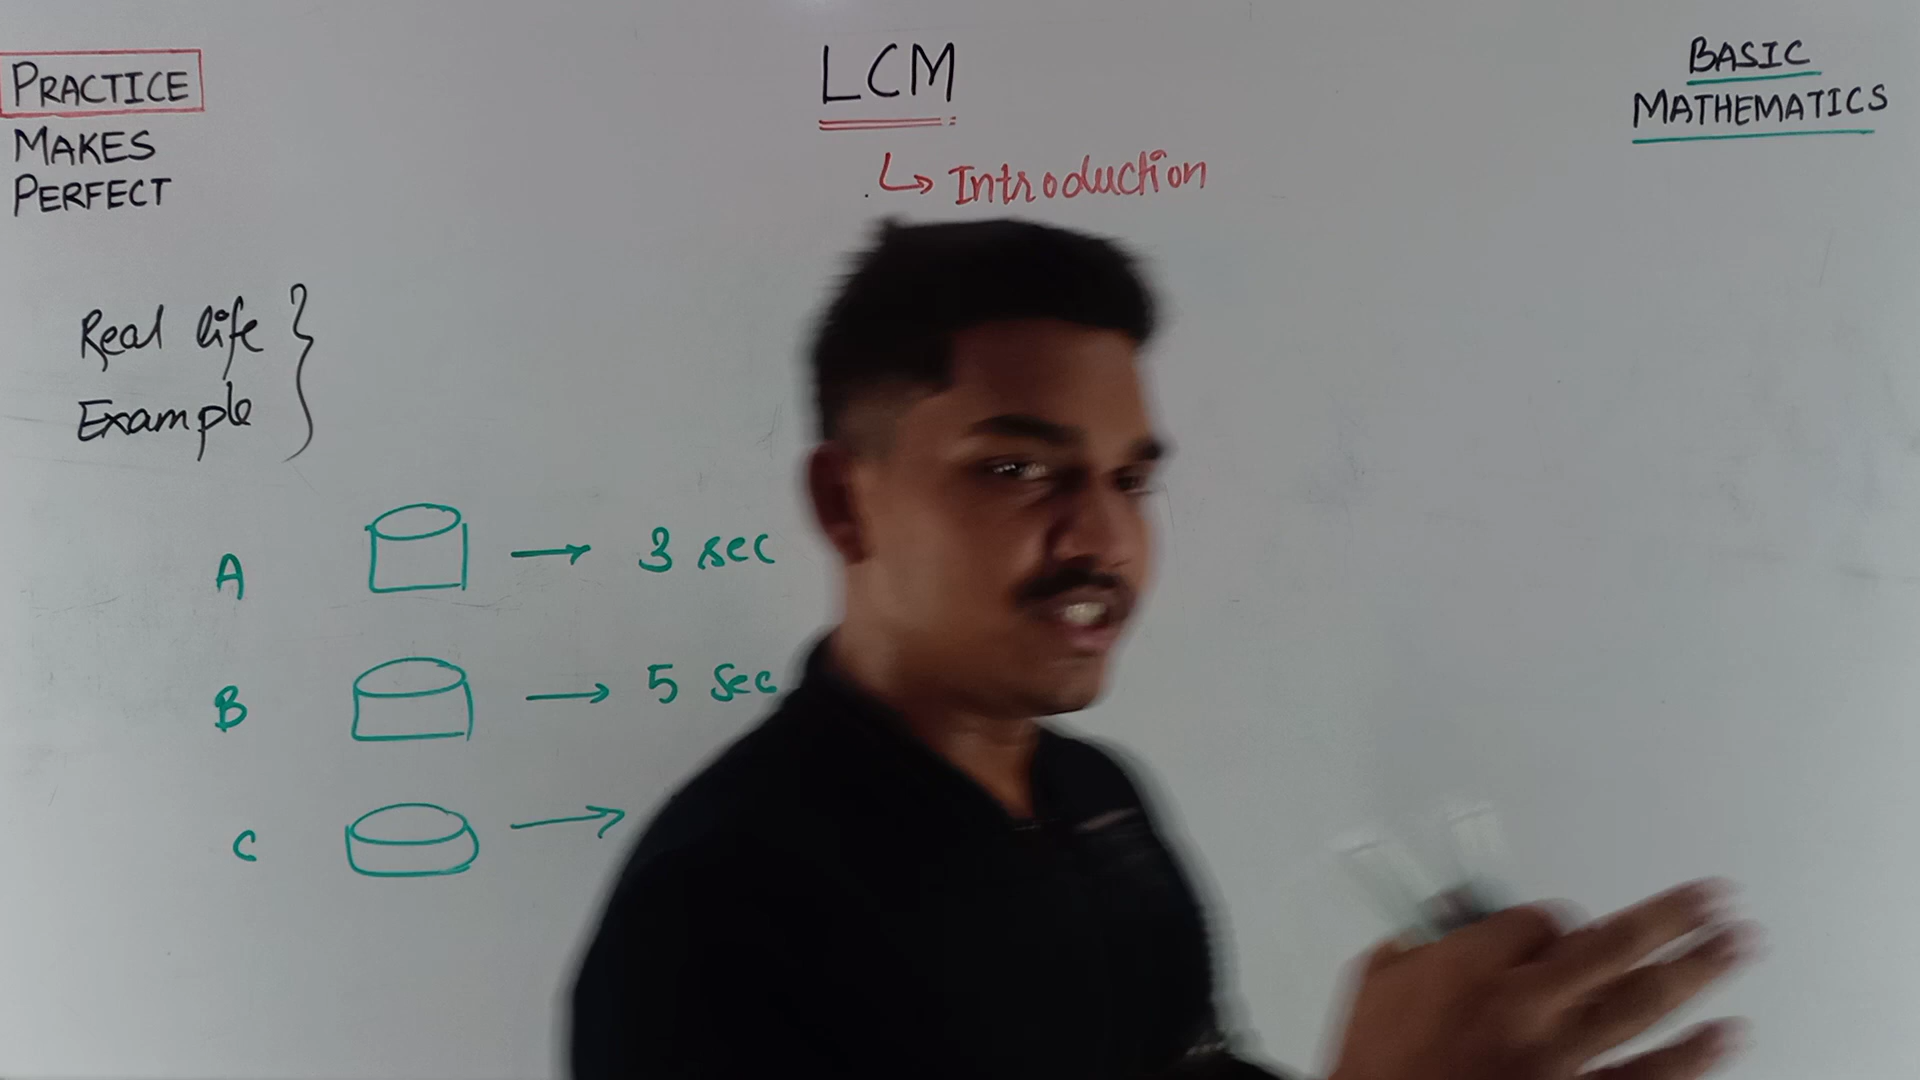 PRACTICE
MAKES
PERFECT
LCM
Introduction
BASIC
MATHEMATICS
Real life
Example
A 3 sec
B 5 Sec
C